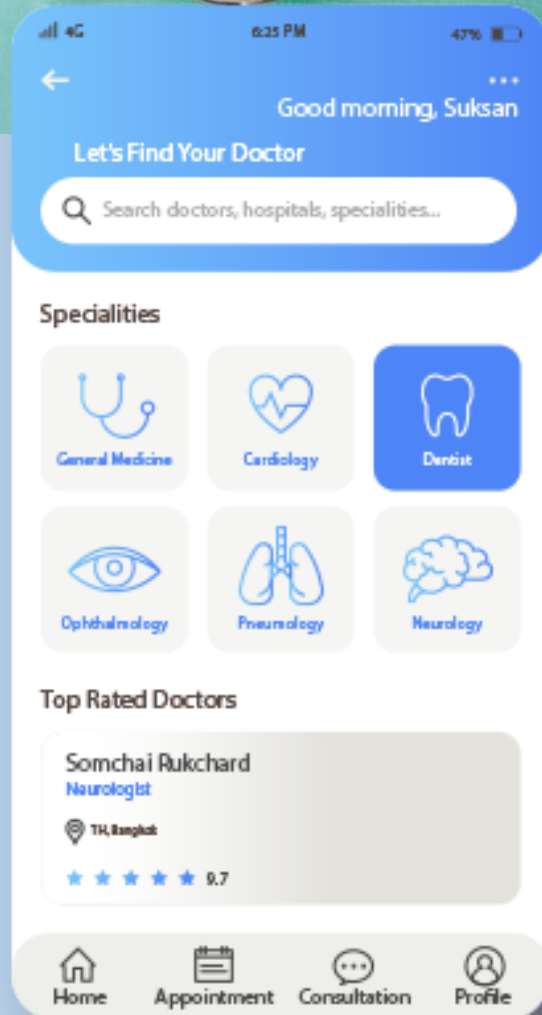 4G
6:25 PM
47%
Good morning, Suksan
Let's Find Your Doctor
Search doctors, hospitals, specialities...
Specialities
General Medicine
Cardiology
Dentist
Ophthalmology
Pneumology
Neurology
Top Rated Doctors
Somchai Rukchard
Neurologist
TH, Bangkok
9.7
Home
Appointment
Consultation
Profile